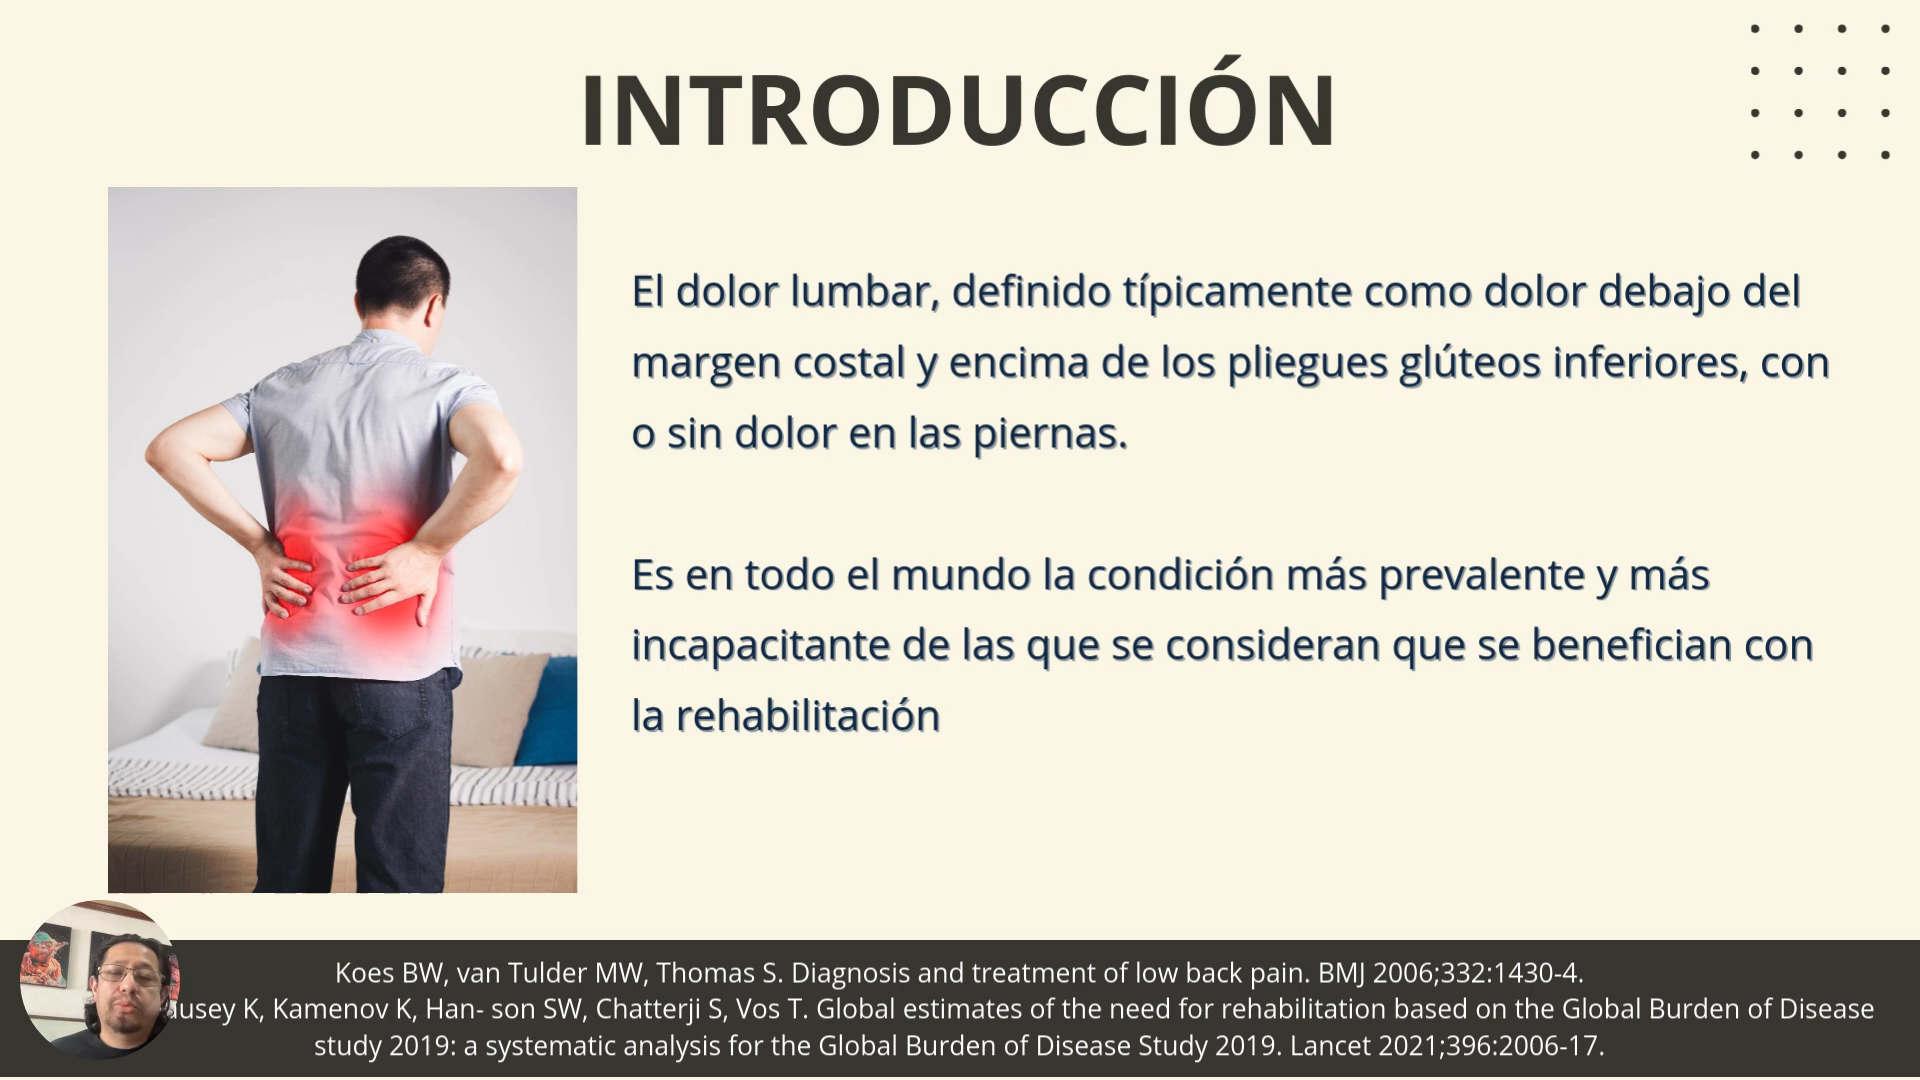 INTRODUCCIÓN
El dolor lumbar, definido típicamente como dolor debajo del
margen costal y encima de los pliegues glúteos inferiores, con
o sin dolor en las piernas.
Es en todo el mundo la condición más prevalente y más
incapacitante de las que se consideran que se benefician con
la rehabilitación
Koes BW, van Tulder MW, Thomas S. Diagnosis and treatment of low back pain. BMJ 2006;332:1430-4.
K, Kamenov K, Han- son SW, Chatterji S, Vos T. Global estimates of the need for rehabilitation based on the Global Burden of Disease
study 2019: a systematic analysis for the Global Burden of Disease Study 2019. Lancet 2021;396:2006-17.